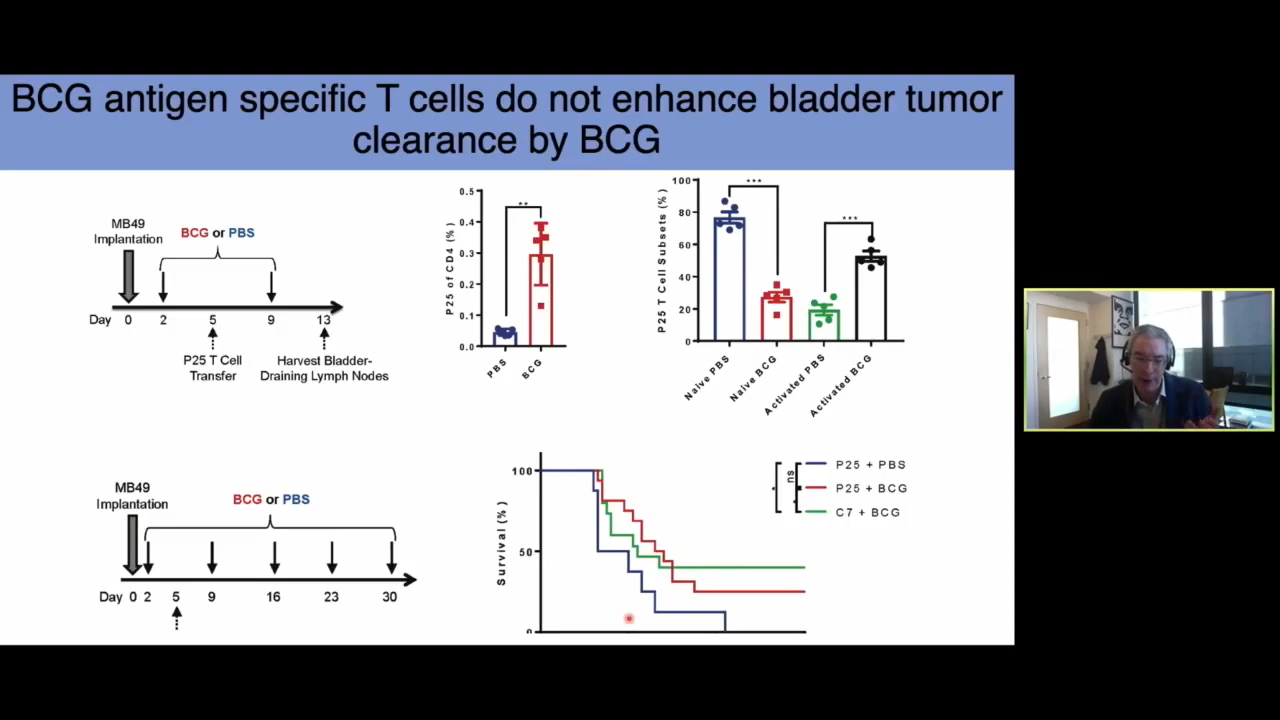 BCG antigen specific T cells do not enhance bladder tumor
clearance by BCG
MB49
Implantation
BCG or PBS
Day 0 2 5 9 13
P25 T Cell
Transfer
Harvest Bladder-
Draining Lymph Nodes
P25 of CD4 (%)
0.5
0.4
0.3
0.2
0.1
0.0
**
PBS
BCG
P25 T Cell Subsets (%)
100
80
60
40
20
0
***
***
Naive PBS
Naive BCG
Activated PBS
Activated BCG
MB49
Implantation
BCG or PBS
Day 0 2 5 9 16 23 30
Survival (%)
100
50
0
ns
P25 + PBS
P25 + BCG
C7 + BCG